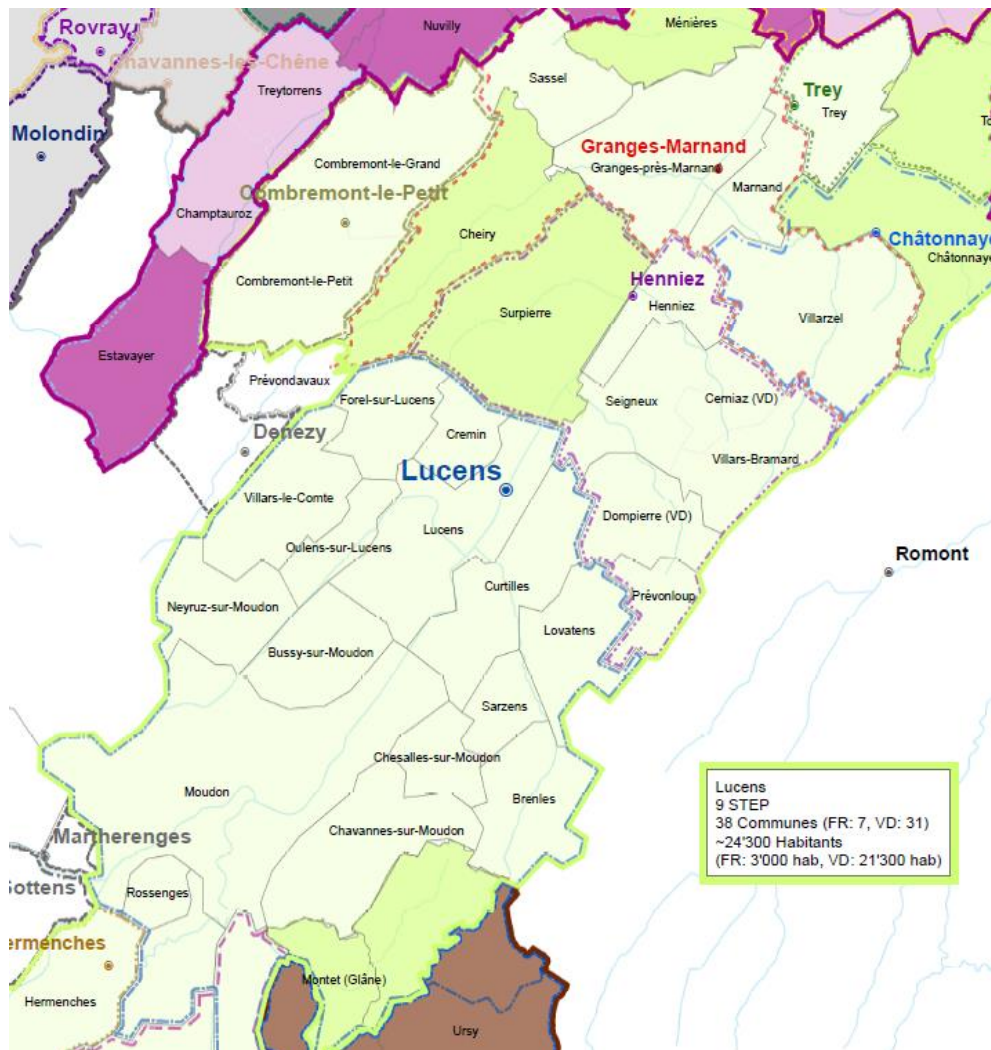 Rovray
Nuvilly
Ménières
Chavannes-les-Chêne
Sassel
Treytorrens
Trey
Trey
Molondin
Granges-Marnand
Combremont-le-Grand
Granges-près-Marnand
Marnand
Combremont-le-Petit
Champtauroz
Cheiry
Châtonnaye
Châtonnaye
Henniez
Henniez
Combremont-le-Petit
Surpierre
Villarzel
Estavayer
Prévondavaux
Forel-sur-Lucens
Seigneux
Cerniaz (VD)
Denezy
Cremin
Villars-Bramard
Lucens
Villars-le-Comte
Dompierre (VD)
Lucens
Oulens-sur-Lucens
Romont
Curtilles
Prévonloup
Neyruz-sur-Moudon
Lovatens
Bussy-sur-Moudon
Sarzens
Chesalles-sur-Moudon
Moudon
Brenles
Chavannes-sur-Moudon
Martherenges
Rossenges
ottens
ermenches
Montet (Glâne)
Hermenches
Ursy
Lucens
9 STEP
38 Communes (FR: 7, VD: 31)
~24'300 Habitants
(FR: 3'000 hab, VD: 21'300 hab)